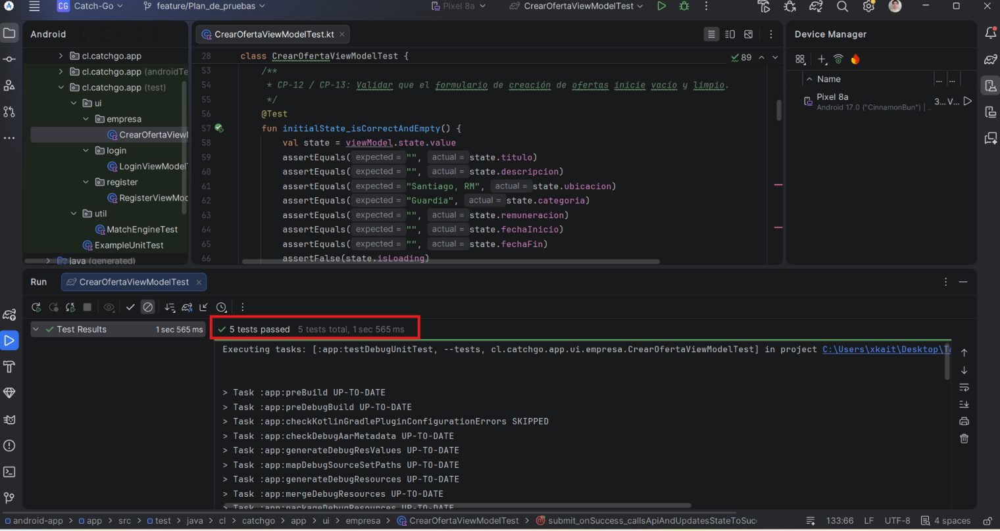 CG Catch-Go feature/Plan_de_pruebas Pixel 8a CrearOfertaViewModelTest
Android
cl.catchgo.app
cl.catchgo.app (androidTe
cl.catchgo.app (test)
ui
empresa
CrearOfertaViewM
login
LoginViewModelT
register
RegisterViewMod
util
MatchEngineTest
ExampleUnitTest
java (generated)
CrearOfertaViewModelTest.kt
89
28 class CrearOfertaViewModelTest {
53 /**
54 * CP-12 / CP-13: Validar que el formulario de creación de ofertas inicie vacío y limpio.
55 */
56 @Test
57 fun initialState_isCorrectAndEmpty() {
58 val state = viewModel.state.value
59 assertEquals( expected = "", actual = state.titulo)
60 assertEquals( expected = "", actual = state.descripcion)
61 assertEquals( expected = "Santiago, RM", actual = state.ubicacion)
62 assertEquals( expected = "Guardia", actual = state.categoria)
63 assertEquals( expected = "", actual = state.remuneracion)
64 assertEquals( expected = "", actual = state.fechaInicio)
65 assertEquals( expected = "", actual = state.fechaFin)
66 assertFalse(state.isLoading)
Device Manager
Name ... ...
Pixel 8a 3... V...
Android 17.0 ("CinnamonBun") | ..
Run CrearOfertaViewModelTest
Test Results 1 sec 565 ms
5 tests passed 5 tests total, 1 sec 565 ms
Executing tasks: [:app:testDebugUnitTest, --tests, cl.catchgo.app.ui.empresa.CrearOfertaViewModelTest] in project C:\Users\xkait\Desktop\Ta
> Task :app:preBuild UP-TO-DATE
> Task :app:preDebugBuild UP-TO-DATE
> Task :app:checkKotlinGradlePluginConfigurationErrors SKIPPED
> Task :app:checkDebugAarMetadata UP-TO-DATE
> Task :app:generateDebugResValues UP-TO-DATE
> Task :app:mapDebugSourceSetPaths UP-TO-DATE
> Task :app:generateDebugResources UP-TO-DATE
> Task :app:mergeDebugResources UP-TO-DATE
> Task :app:packageDebugResources UP-TO-DATE
android-app > app > src > test > java > cl > catchgo > app > ui > empresa > CrearOfertaViewModelTest > submit_onSuccess_callsApiAndUpdatesStateToSucc
133:66 LF UTF-8 4 spaces